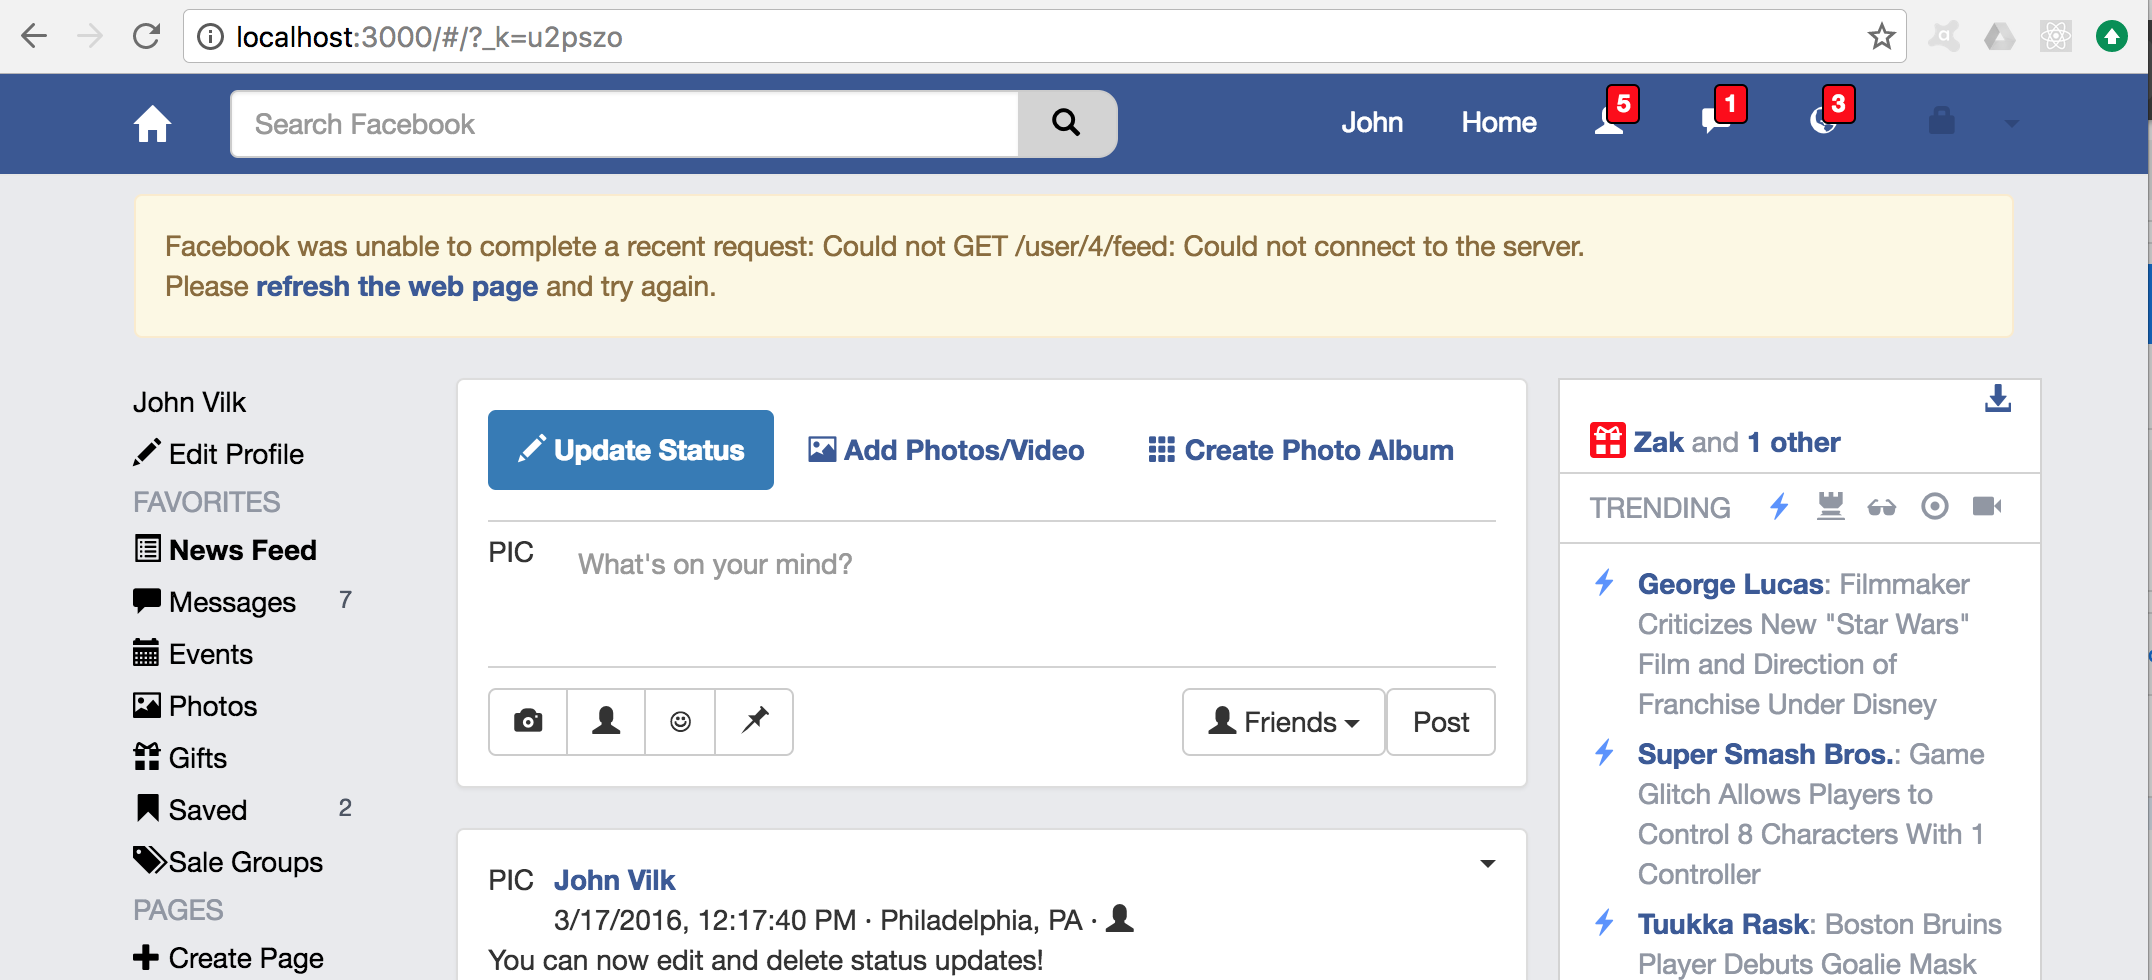 localhost:3000/#/?_k=u2pszo
Search Facebook
John Home 5 1 3
Facebook was unable to complete a recent request: Could not GET /user/4/feed: Could not connect to the server.
Please refresh the web page and try again.
John Vilk
Edit Profile
FAVORITES
News Feed
Messages 7
Events
Photos
Gifts
Saved 2
Sale Groups
PAGES
Create Page
Update Status Add Photos/Video Create Photo Album
PIC What's on your mind?
Friends Post
PIC John Vilk
3/17/2016, 12:17:40 PM · Philadelphia, PA ·
You can now edit and delete status updates!
Zak and 1 other
TRENDING
George Lucas: Filmmaker
Criticizes New "Star Wars"
Film and Direction of
Franchise Under Disney
Super Smash Bros.: Game
Glitch Allows Players to
Control 8 Characters With 1
Controller
Tuukka Rask: Boston Bruins
Player Debuts Goalie Mask